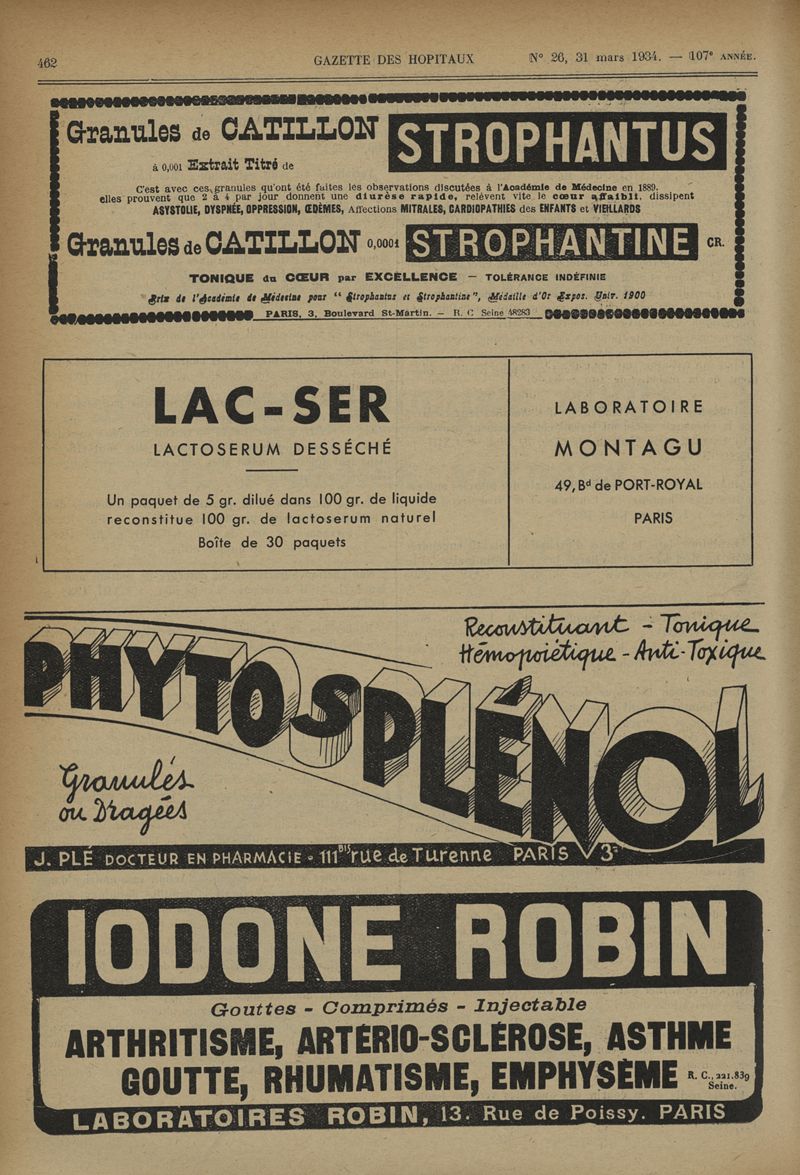 462
GAZETTE DES HOPITAUX
N° 26, 31 mars 1934. — 107e ANNÉE.
Granules de CATILLON STROPHANTUS
à 0,001 Extrait Titré de
C'est avec ces granules qu'ont été faites les observations discutées à l'Académie de Médecine en 1889,
elles prouvent que 2 à 4 par jour donnent une diurèse rapide, relèvent vite le cœur affaibli, dissipent
ASYSTOLIE, DYSPNÉE, OPPRESSION, ŒDÈMES, Affections MITRALES, CARDIOPATHIES des ENFANTS et VIEILLARDS
Granules de CATILLON 0,0001 STROPHANTINE CR.
TONIQUE du CŒUR par EXCELLENCE — TOLÉRANCE INDÉFINIE
Prix de l'Académie de Médecine pour “ Strophantus et Strophantine ”, Médaille d'Or Expos. Univ. 1900
PARIS, 3, Boulevard St-Martin. — R. C Seine 48283
LAC-SER
LACTOSERUM DESSÉCHÉ
Un paquet de 5 gr. dilué dans 100 gr. de liquide
reconstitue 100 gr. de lactoserum naturel
Boîte de 30 paquets
LABORATOIRE
MONTAGU
49, Bd de PORT-ROYAL
PARIS
Reconstituant - Tonique
Hémopoiétique - Anti-Toxique
PHYTOSPLÉNOL
Granulés
ou Dragées
J. PLÉ DOCTEUR EN PHARMACIE • 111BIS rue de Turenne PARIS 3e
IODONE ROBIN
Gouttes - Comprimés - Injectable
ARTHRITISME, ARTÉRIO-SCLÉROSE, ASTHME
GOUTTE, RHUMATISME, EMPHYSÈME R. C., 221.839
Seine.
LABORATOIRES ROBIN, 13. Rue de Poissy. PARIS